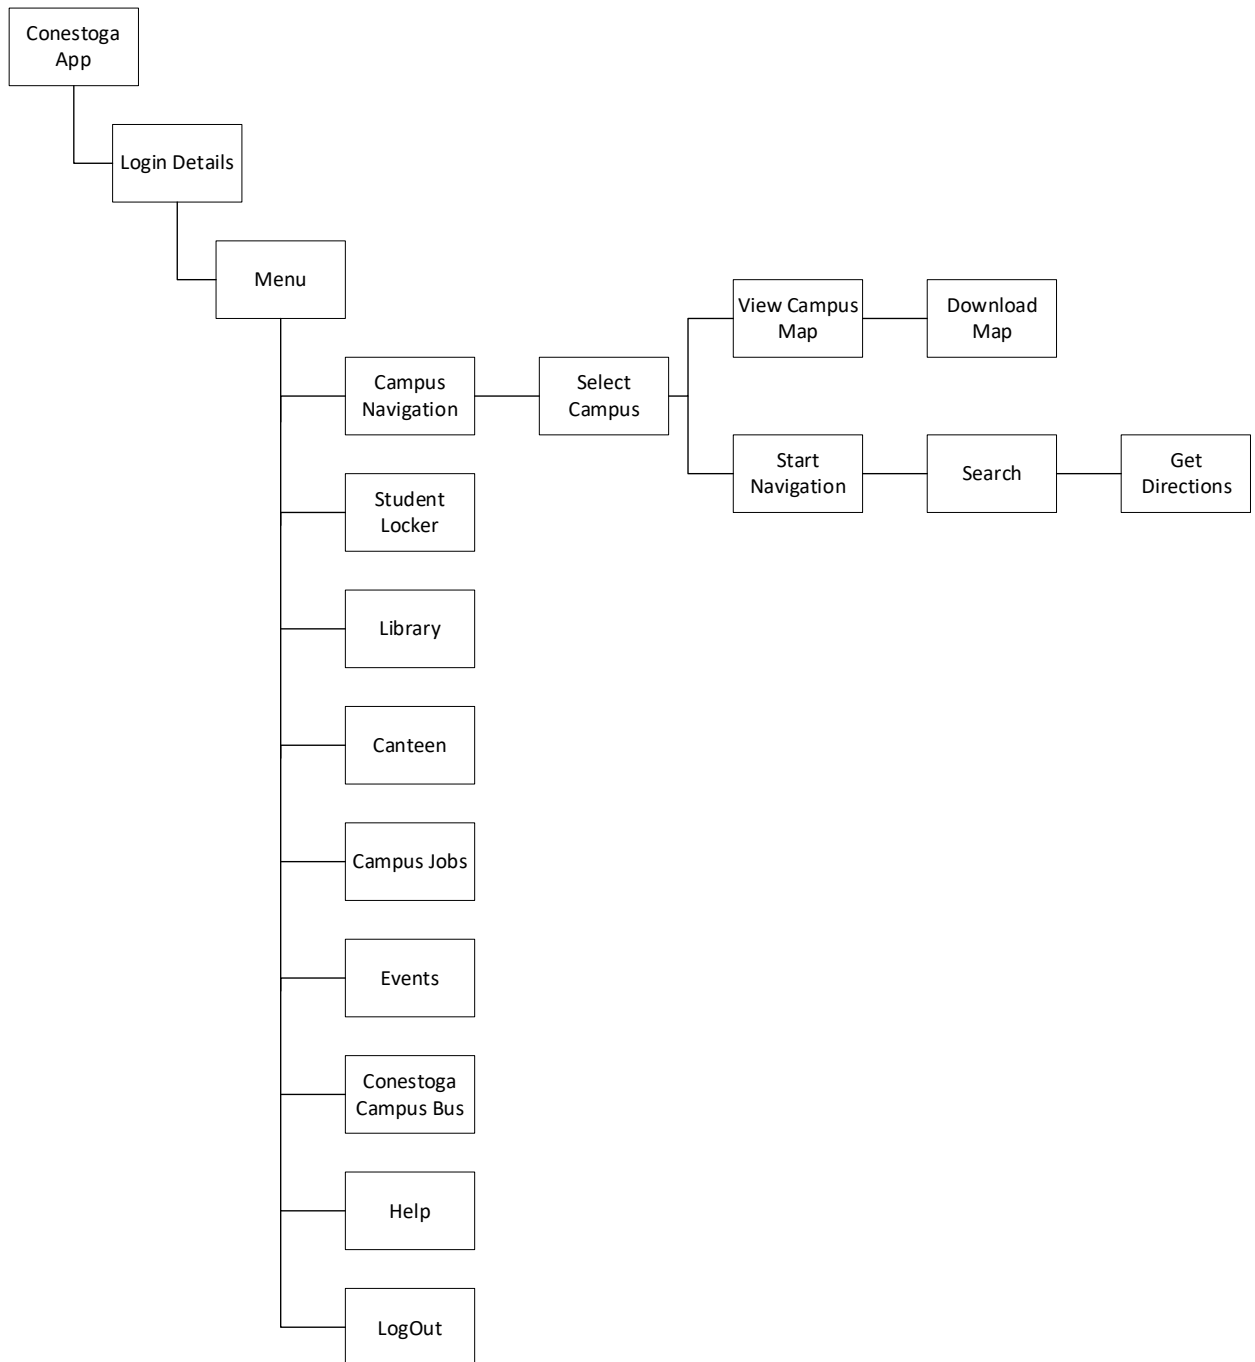 Conestoga
App
Login Details
Menu
View Campus
Map
Download
Map
Campus
Navigation
Select
Campus
Start
Navigation
Search
Get
Directions
Student
Locker
Library
Canteen
Campus Jobs
Events
Conestoga
Campus Bus
Help
LogOut